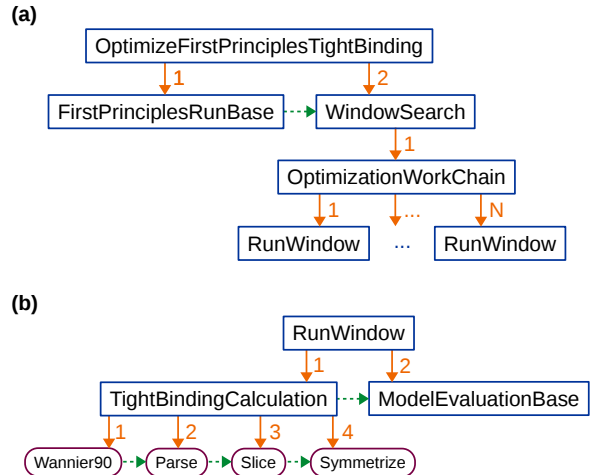 (a)
OptimizeFirstPrinciplesTightBinding
1 2
FirstPrinciplesRunBase WindowSearch
1
OptimizationWorkChain
1 ... N
RunWindow ... RunWindow
(b)
RunWindow
1 2
TightBindingCalculation ModelEvaluationBase
1 2 3 4
Wannier90 Parse Slice Symmetrize